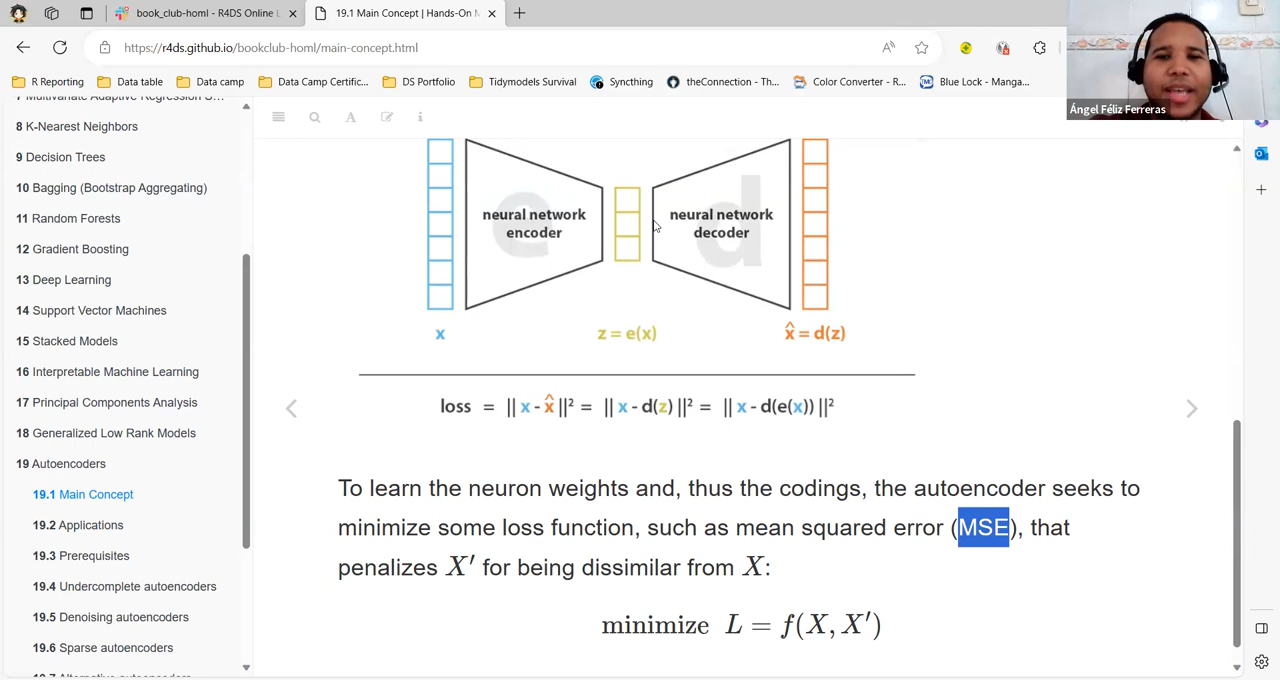 book_club-homl - R4DS Online L
19.1 Main Concept | Hands-On M
https://r4ds.github.io/bookclub-homl/main-concept.html
R Reporting
Data table
Data camp
Data Camp Certific...
DS Portfolio
Tidymodels Survival
Syncthing
theConnection - Th...
Color Converter - R...
Blue Lock - Manga...
Ángel Féliz Ferreras
7 Multivariate Adaptive Regression S...
8 K-Nearest Neighbors
9 Decision Trees
10 Bagging (Bootstrap Aggregating)
11 Random Forests
12 Gradient Boosting
13 Deep Learning
14 Support Vector Machines
15 Stacked Models
16 Interpretable Machine Learning
17 Principal Components Analysis
18 Generalized Low Rank Models
19 Autoencoders
19.1 Main Concept
19.2 Applications
19.3 Prerequisites
19.4 Undercomplete autoencoders
19.5 Denoising autoencoders
19.6 Sparse autoencoders
e
neural network
encoder
d
neural network
decoder
x
z = e(x)
x̂ = d(z)
loss = || x - x̂ ||² = || x - d(z) ||² = || x - d(e(x)) ||²
To learn the neuron weights and, thus the codings, the autoencoder seeks to
minimize some loss function, such as mean squared error (MSE), that
penalizes X′ for being dissimilar from X:
minimize L = f(X, X′)